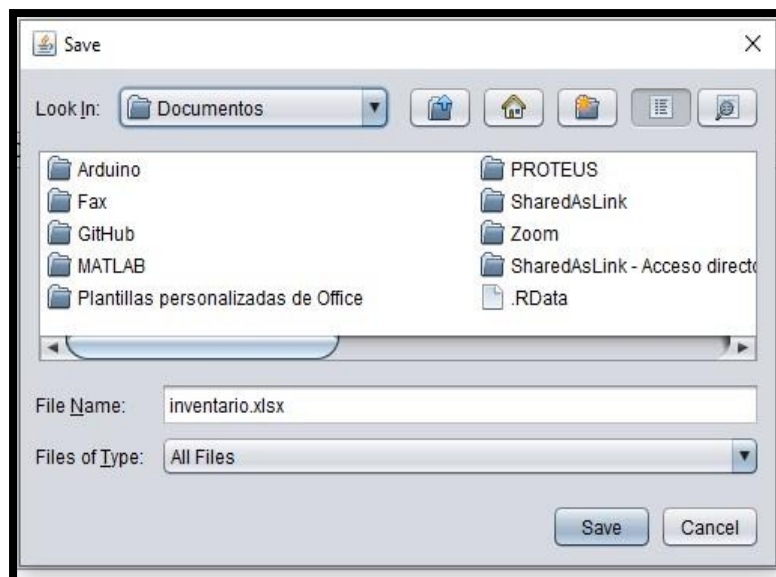 Save
Look In: Documentos
Arduino
Fax
GitHub
MATLAB
Plantillas personalizadas de Office
PROTEUS
SharedAsLink
Zoom
SharedAsLink - Acceso directo
.RData
File Name: inventario.xlsx
Files of Type: All Files
Save Cancel